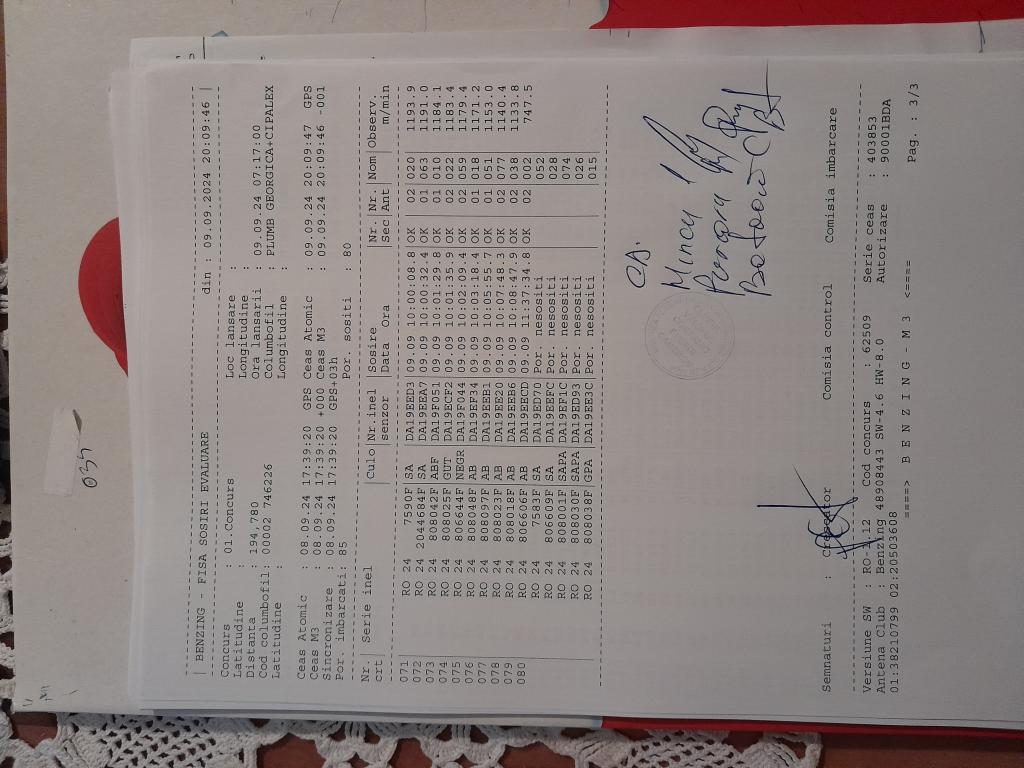 034
| BENZING - FISA SOSIRI EVALUARE din : 09.09.2024 20:09:46 |
Concurs : 01.Concurs Loc lansare :
Latitudine : Longitudine :
Distanta : 194,780 Ora lansarii : 09.09.24 07:17:00
Cod columbofil: 00002 746226 Columbofil : PLUMB GEORGICA+CIPALEX
Latitudine : Longitudine :
Ceas Atomic : 08.09.24 17:39:20 GPS Ceas Atomic : 09.09.24 20:09:47 GPS
Ceas M3 : 08.09.24 17:39:20 +000 Ceas M3 : 09.09.24 20:09:46 -001
Sincronizare : 08.09.24 17:39:20 GPS+03h
Por. imbarcati: 85 Por. sositi : 80
Nr.| Serie inel |Culo|Nr.inel |Sosire |Nr.|Nr.|Nom|Observ.
crt| | |senzor |Data Ora |Sec|Ant| | m/min
071| RO 24 7590F|SA |DA19EED3|09.09 10:00:08.8|OK |02|020| 1193.9
072| RO 24 2044684F|SA |DA19EEA7|09.09 10:00:32.4|OK |01|063| 1191.0
073| RO 24 808042F|ABF |DA19F051|09.09 10:01:29.8|OK |01|010| 1184.1
074| RO 24 808025F|GUT |DA19ECF2|09.09 10:01:35.9|OK |02|022| 1183.4
075| RO 24 806644F|NEGR|DA19F044|09.09 10:02:09.4|OK |02|059| 1179.4
076| RO 24 808048F|AB |DA19EF34|09.09 10:03:18.4|OK |01|018| 1171.2
077| RO 24 808097F|AB |DA19EEB1|09.09 10:05:55.7|OK |01|051| 1153.0
078| RO 24 808023F|AB |DA19EE20|09.09 10:07:48.3|OK |02|077| 1140.4
079| RO 24 808018F|AB |DA19EEB6|09.09 10:08:47.9|OK |02|038| 1133.8
080| RO 24 806606F|AB |DA19EECD|09.09 11:37:34.8|OK |02|002| 747.5
RO 24 7583F|SA |DA19ED70|Por. nesositi |052|
RO 24 806609F|SA |DA19EEFC|Por. nesositi |028|
RO 24 808001F|SAPA|DA19EF1C|Por. nesositi |074|
RO 24 808030F|SAPA|DA19ED93|Por. nesositi |026|
RO 24 808038F|GPA |DA19EE3C|Por. nesositi |015|
Semnaturi : Crescator Comisia control Comisia imbarcare
Versiune SW : RO-1.12 Cod concurs : 62509 Serie ceas : 403853
Antena Club : Benzing 48908443 SW-4.6 HW-8.0 Autorizare : 90001BDA
01:38210799 02:20503608
====> B E N Z I N G - M 3 <==== Pag. : 3/3